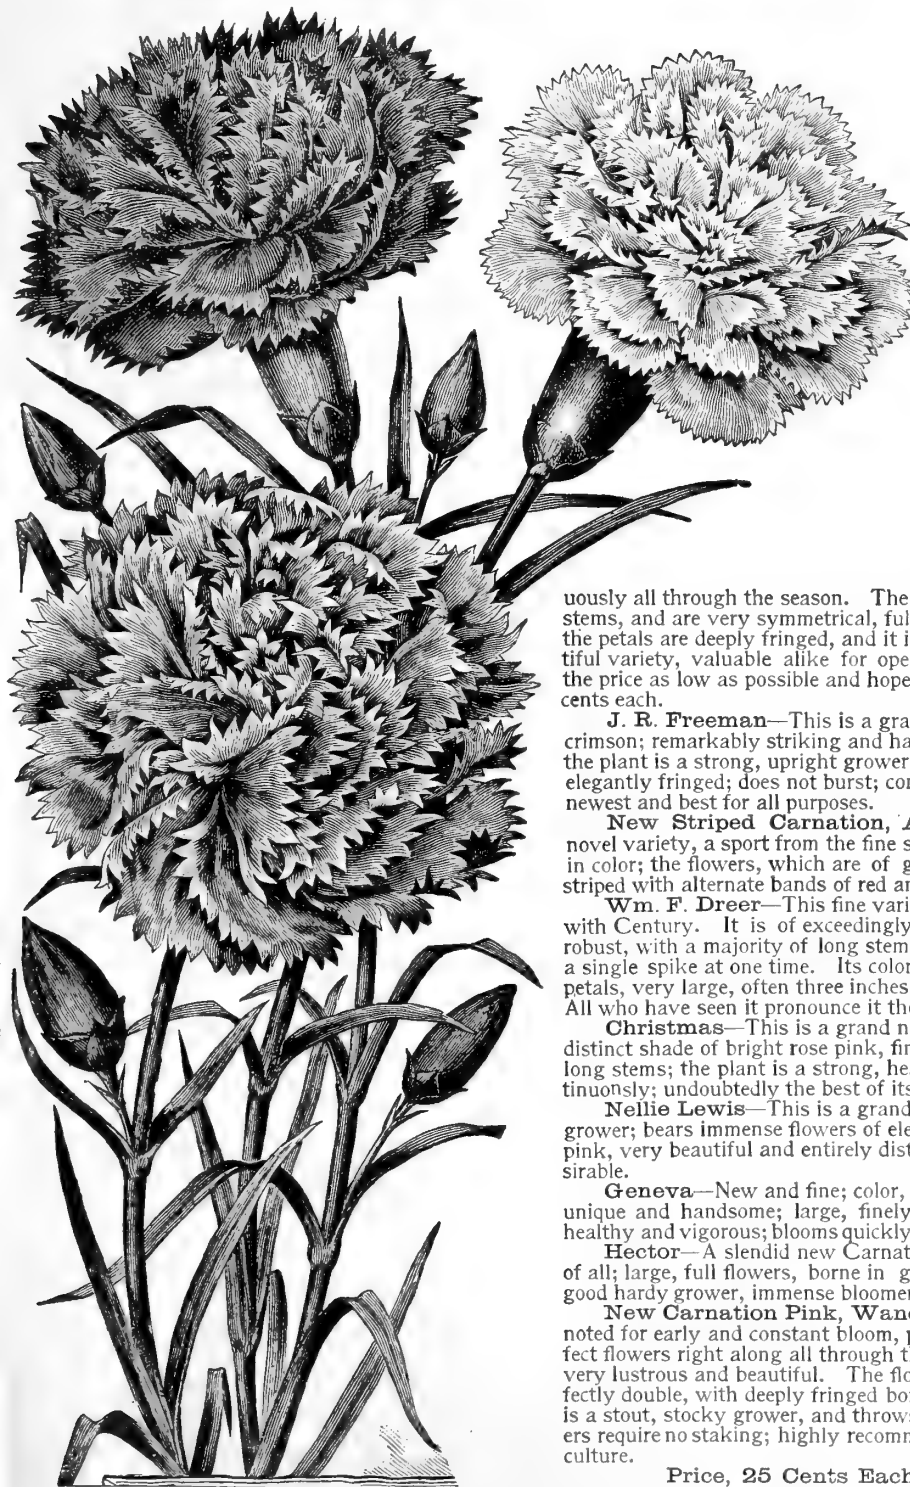 uously all through the season. The
stems, and are very symmetrical, ful
the petals are deeply fringed, and it i
tiful variety, valuable alike for ope
the price as low as possible and hope
cents each.
J. R. Freeman—This is a gra
crimson; remarkably striking and ha
the plant is a strong, upright grower
elegantly fringed; does not burst; con
newest and best for all purposes.
New Striped Carnation, A
novel variety, a sport from the fine s
in color; the flowers, which are of g
striped with alternate bands of red an
Wm. F. Dreer—This fine vari
with Century. It is of exceedingly
robust, with a majority of long stem
a single spike at one time. Its color
petals, very large, often three inches
All who have seen it pronounce it the
Christmas—This is a grand n
distinct shade of bright rose pink, fin
long stems; the plant is a strong, he
tinuonsly; undoubtedly the best of its
Nellie Lewis—This is a grand
grower; bears immense flowers of ele
pink, very beautiful and entirely dist
sirable.
Geneva—New and fine; color,
unique and handsome; large, finely
healthy and vigorous; blooms quickly
Hector—A slendid new Carnat
of all; large, full flowers, borne in g
good hardy grower, immense bloomer
New Carnation Pink, Wan
noted for early and constant bloom, p
fect flowers right along all through t
very lustrous and beautiful. The flo
fectly double, with deeply fringed bo
is a stout, stocky grower, and throws
ers require no staking; highly recomm
culture.
Price, 25 Cents Each